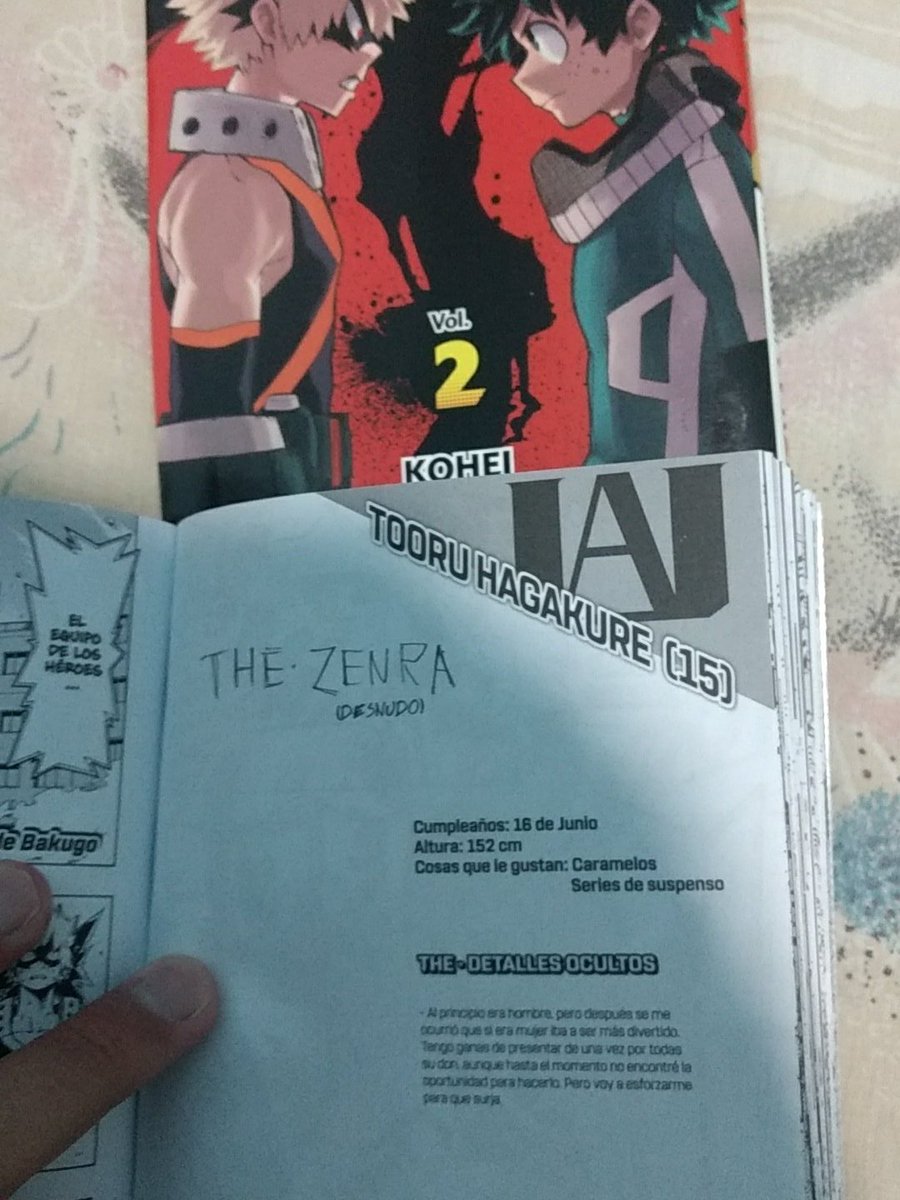 Vol.
2
KOHEI
UA
TOORU HAGAKURE (15)
EL
EQUIPO
DE LOS
HÉROES
...
THE·ZENRA
(DESNUDO)
Cumpleaños: 16 de Junio
Altura: 152 cm
Cosas que le gustan: Caramelos
Series de suspenso
de Bakugo
THE·DETALLES OCULTOS
· Al principio era hombre, pero después se me
ocurrió que si era mujer iba a ser más divertido.
Tengo ganas de presentar de una vez por todas
su don, aunque hasta el momento no encontré la
oportunidad para hacerlo. Pero voy a esforzarme
para que surja.